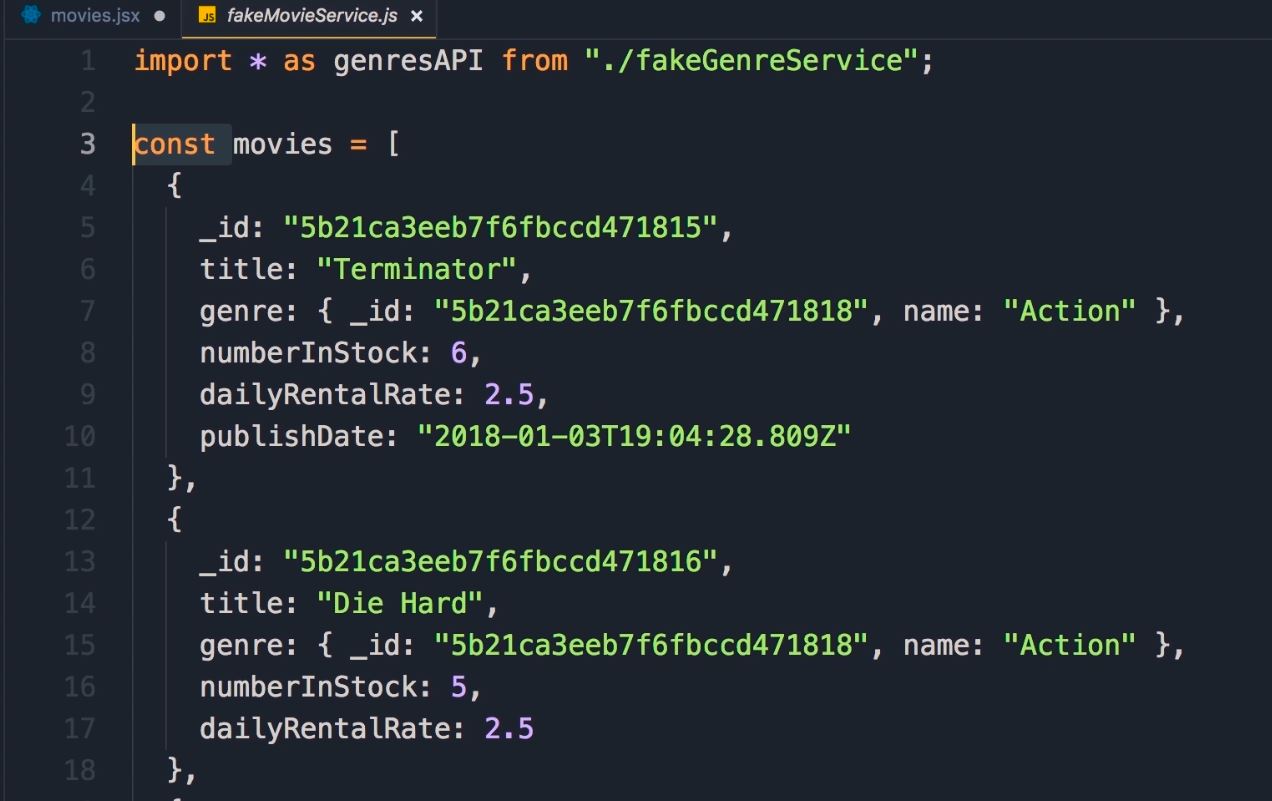 movies.jsx ● JS fakeMovieService.js ×
1 import * as genresAPI from "./fakeGenreService";
2
3 const movies = [
4 {
5 _id: "5b21ca3eeb7f6fbccd471815",
6 title: "Terminator",
7 genre: { _id: "5b21ca3eeb7f6fbccd471818", name: "Action" },
8 numberInStock: 6,
9 dailyRentalRate: 2.5,
10 publishDate: "2018-01-03T19:04:28.809Z"
11 },
12 {
13 _id: "5b21ca3eeb7f6fbccd471816",
14 title: "Die Hard",
15 genre: { _id: "5b21ca3eeb7f6fbccd471818", name: "Action" },
16 numberInStock: 5,
17 dailyRentalRate: 2.5
18 },